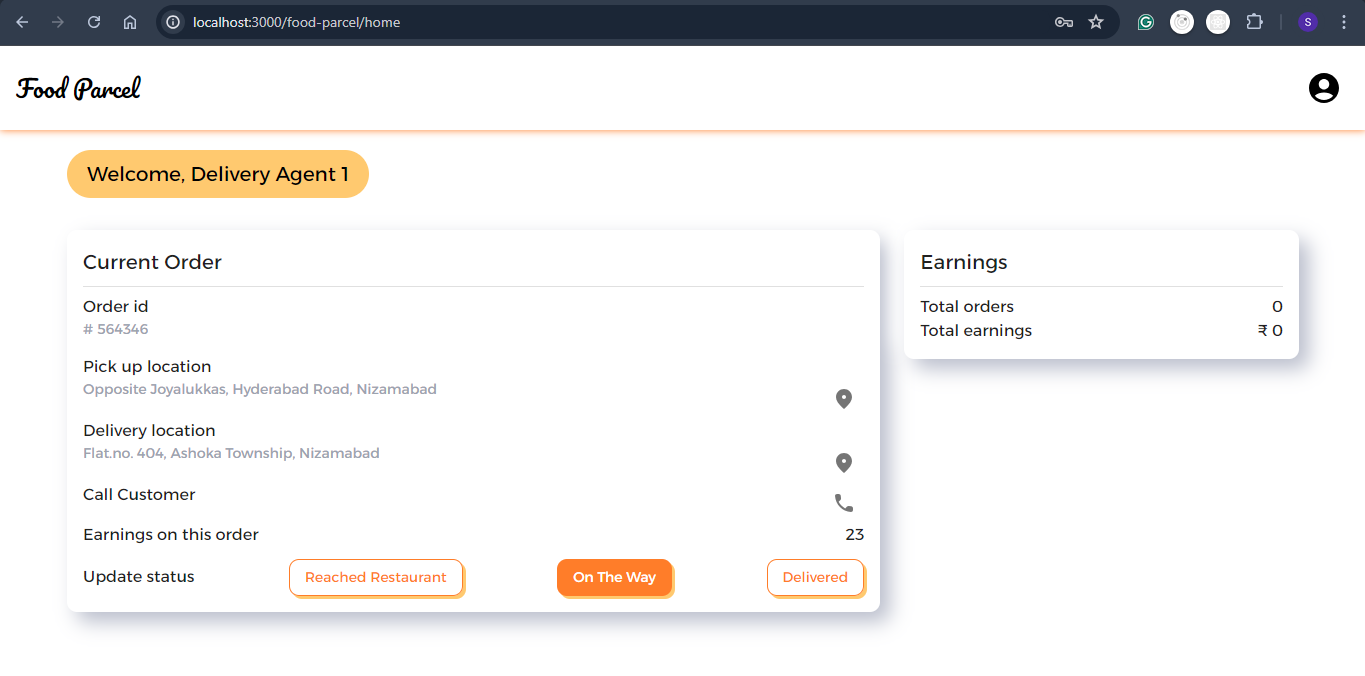 localhost:3000/food-parcel/home
S
Food Parcel
Welcome, Delivery Agent 1
Current Order
Order id
# 564346
Pick up location
Opposite Joyalukkas, Hyderabad Road, Nizamabad
Delivery location
Flat.no. 404, Ashoka Township, Nizamabad
Call Customer
Earnings on this order 23
Update status Reached Restaurant On The Way Delivered
Earnings
Total orders 0
Total earnings ₹ 0